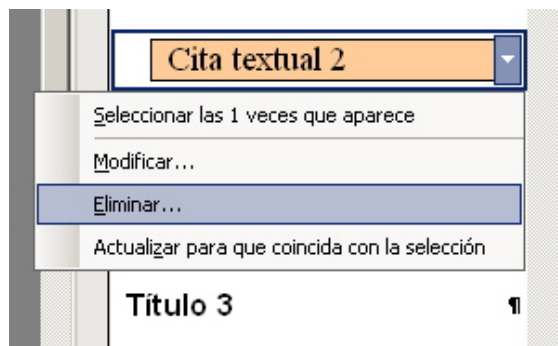 Cita textual 2
Seleccionar las 1 veces que aparece
Modificar...
Eliminar...
Actualizar para que coincida con la selección
Título 3 ¶